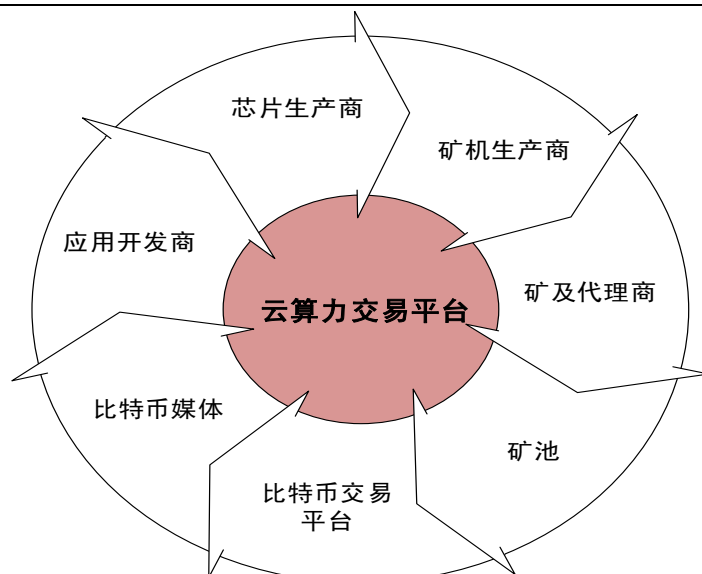 芯片生产商
矿机生产商
应用开发商
矿及代理商
云算力交易平台
比特币媒体
矿池
比特币交易
平台